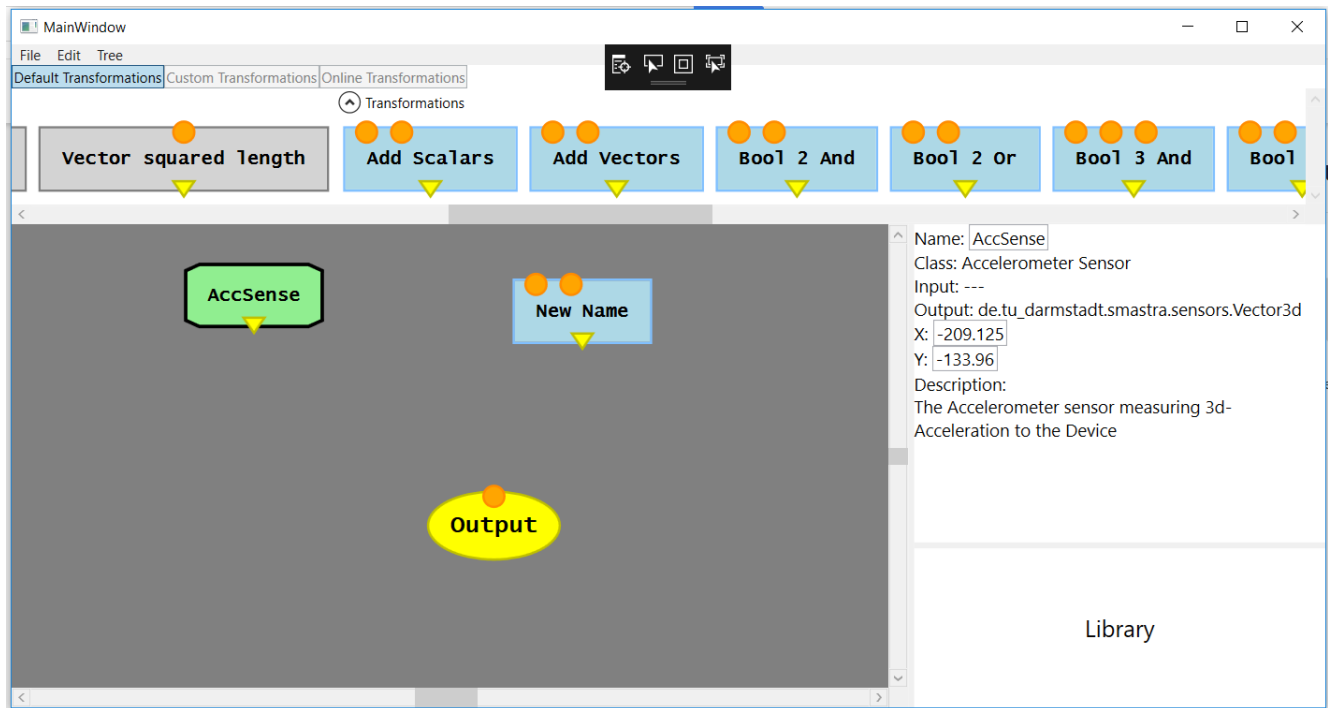 MainWindow
File Edit Tree
Default Transformations Custom Transformations Online Transformations
Transformations
Vector squared length Add Scalars Add Vectors Bool 2 And Bool 2 Or Bool 3 And Bool
AccSense
New Name
Output
Name: AccSense
Class: Accelerometer Sensor
Input: ---
Output: de.tu_darmstadt.smastra.sensors.Vector3d
X: -209.125
Y: -133.96
Description:
The Accelerometer sensor measuring 3d-
Acceleration to the Device
Library